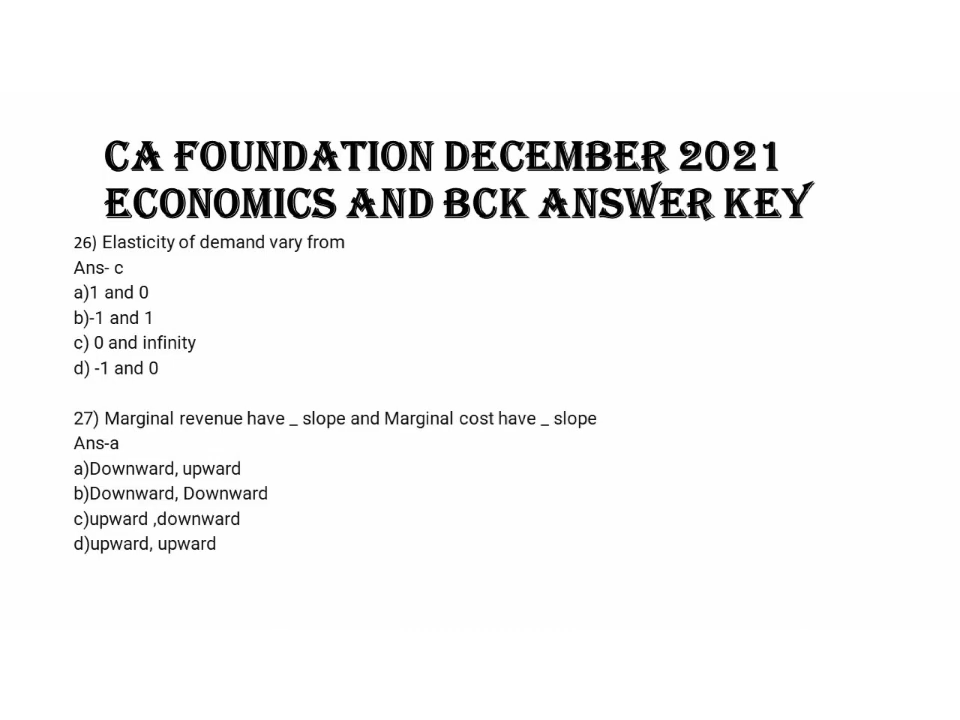 CA FOUNDATION DECEMBER 2021
ECONOMICS AND BCK ANSWER KEY
26) Elasticity of demand vary from
Ans- c
a)1 and 0
b)-1 and 1
c) 0 and infinity
d) -1 and 0
27) Marginal revenue have _ slope and Marginal cost have _ slope
Ans-a
a)Downward, upward
b)Downward, Downward
c)upward ,downward
d)upward, upward